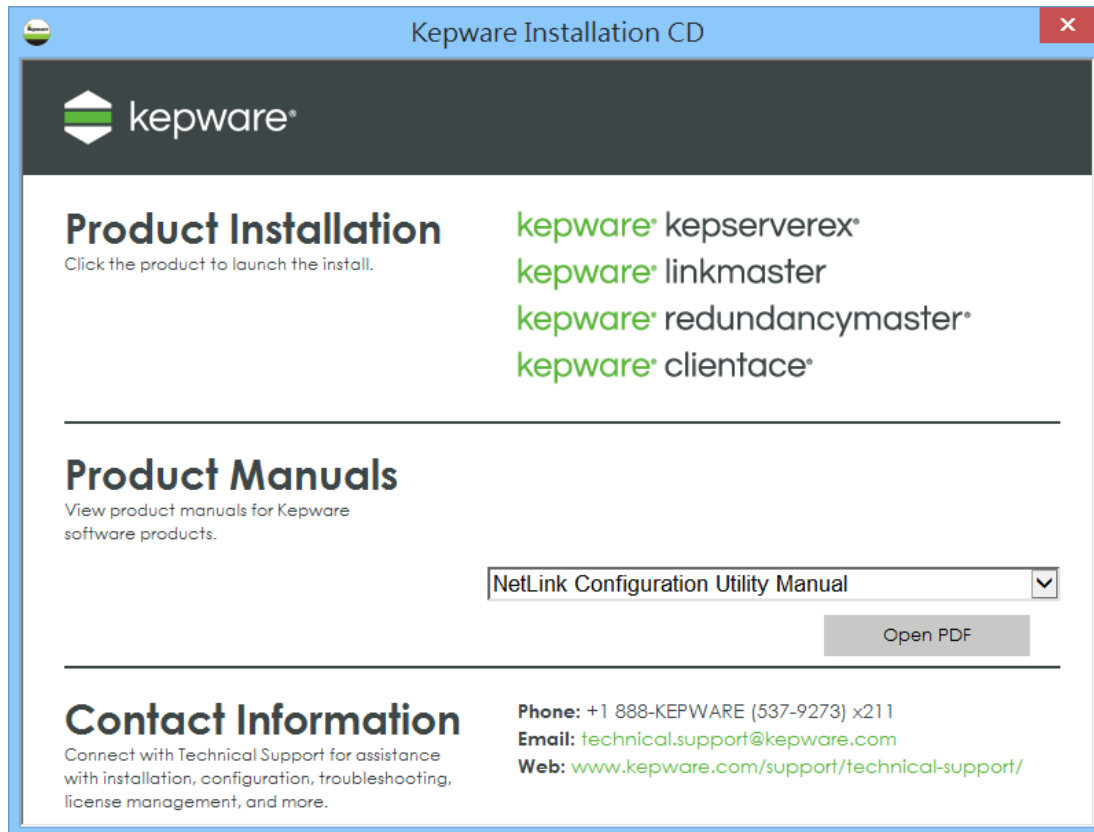 Kepware Installation CD
kepware®
Product Installation
Click the product to launch the install.
kepware® kepserverex®
kepware® linkmaster
kepware® redundancymaster®
kepware® clientace®
Product Manuals
View product manuals for Kepware
software products.
NetLink Configuration Utility Manual
Open PDF
Contact Information
Connect with Technical Support for assistance
with installation, configuration, troubleshooting,
license management, and more.
Phone: +1 888-KEPWARE (537-9273) x211
Email: technical.support@kepware.com
Web: www.kepware.com/support/technical-support/